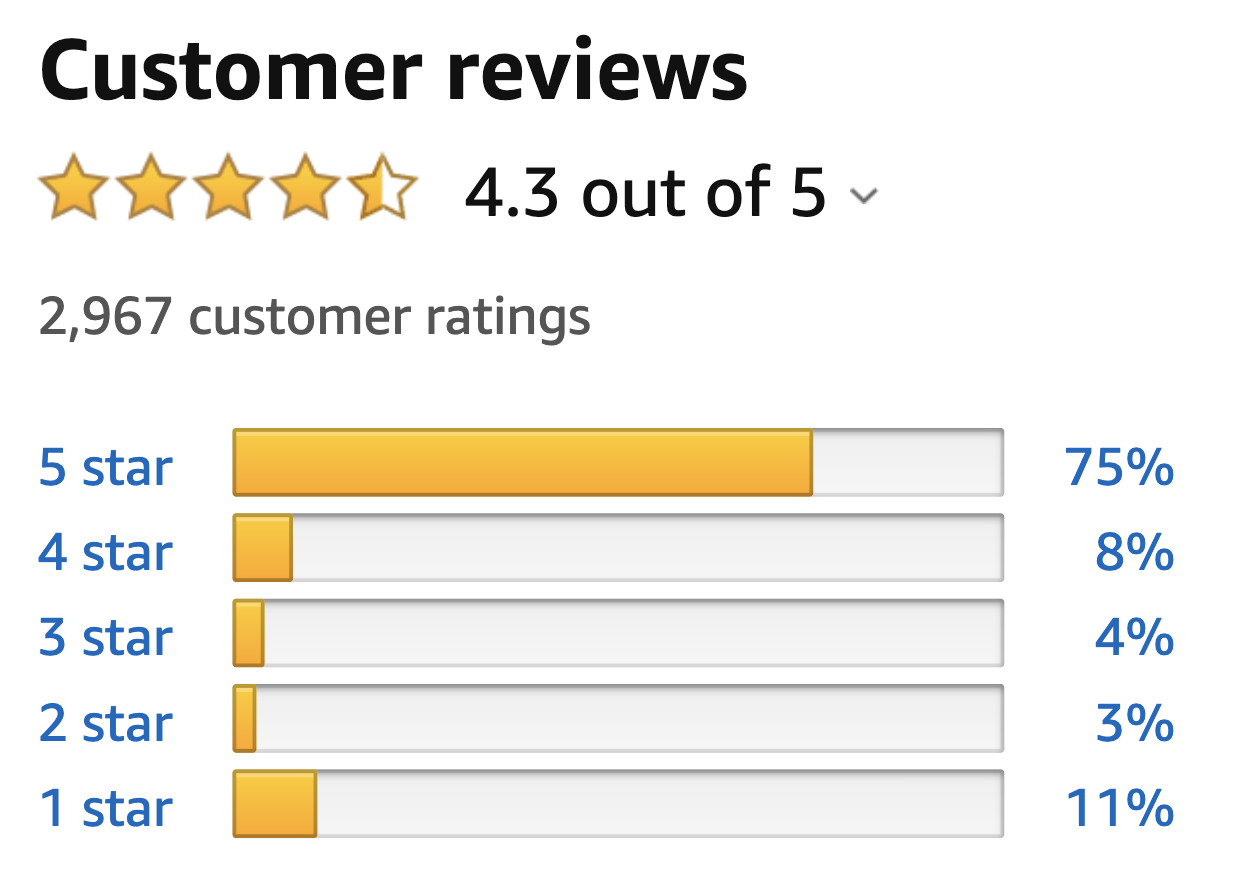 Customer reviews
4.3 out of 5
2,967 customer ratings
5 star 75%
4 star 8%
3 star 4%
2 star 3%
1 star 11%